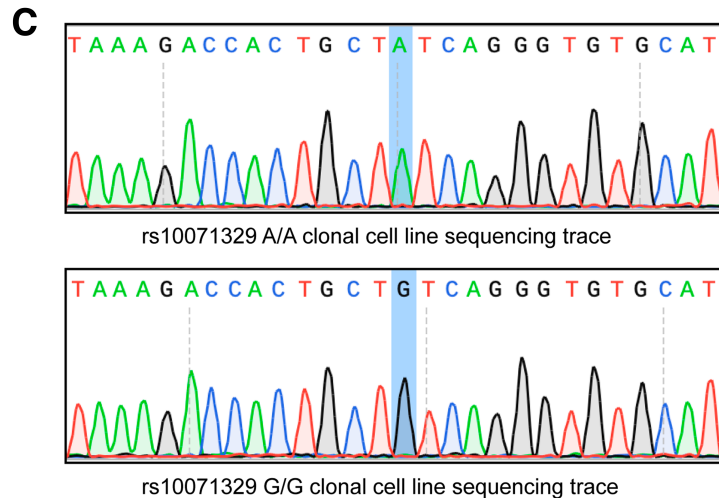 C
T A A A G A C C A C T G C T A T C A G G G T G T G C A T
rs10071329 A/A clonal cell line sequencing trace
T A A A G A C C A C T G C T G T C A G G G T G T G C A T
rs10071329 G/G clonal cell line sequencing trace